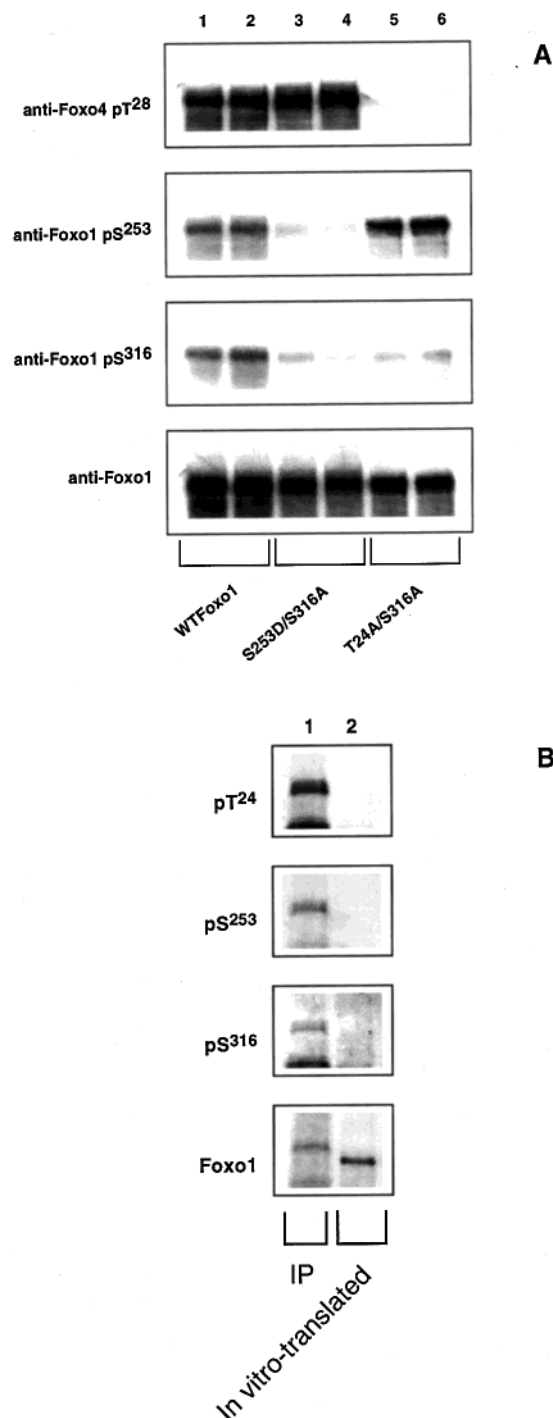 1 2 3 4 5 6
A
anti-Foxo4 pT28
anti-Foxo1 pS253
anti-Foxo1 pS316
anti-Foxo1
WTFoxo1
S253D/S316A
T24A/S316A
1 2
B
pT24
pS253
pS316
Foxo1
IP
In vitro-translated